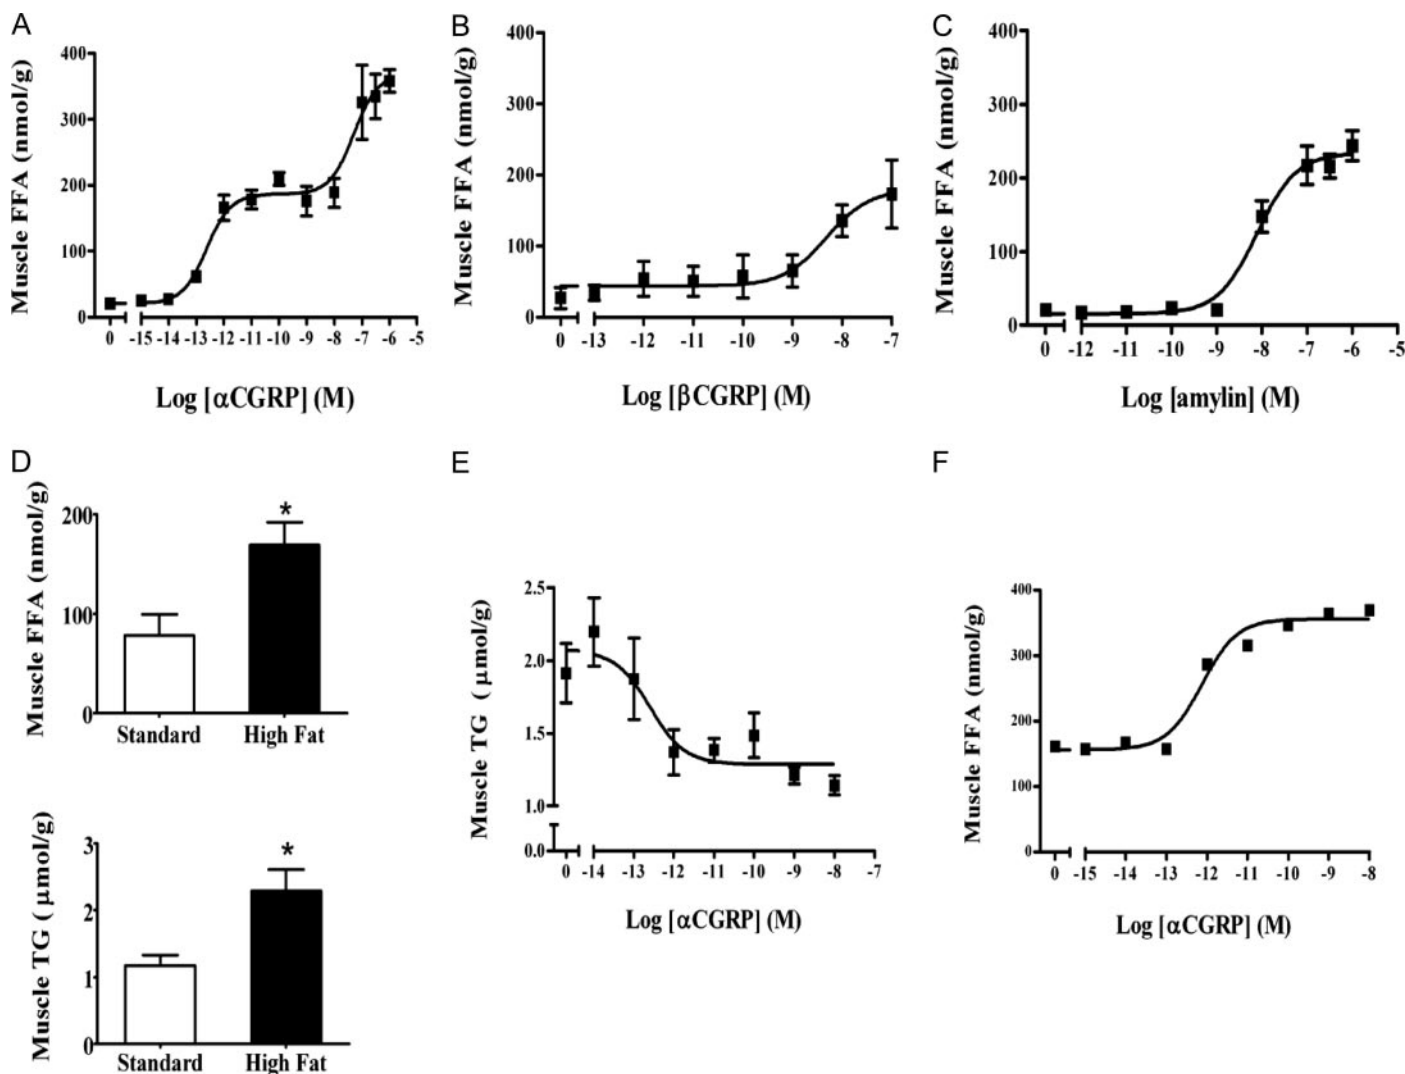 A
Muscle FFA (nmol/g)
400
300
200
100
0
0 -15 -14 -13 -12 -11 -10 -9 -8 -7 -6 -5
Log [αCGRP] (M)
B
Muscle FFA (nmol/g)
400
300
200
100
0
0 -13 -12 -11 -10 -9 -8 -7
Log [βCGRP] (M)
C
Muscle FFA (nmol/g)
400
300
200
100
0
0 -12 -11 -10 -9 -8 -7 -6 -5
Log [amylin] (M)
D
Muscle FFA (nmol/g)
200
100
0
*
Standard High Fat
Muscle TG ( μmol/g)
3
2
1
0
*
Standard High Fat
E
Muscle TG ( μmol/g)
2.5
2.0
1.5
1.0
0.0
0 -14 -13 -12 -11 -10 -9 -8 -7
Log [αCGRP] (M)
F
Muscle FFA (nmol/g)
400
300
200
100
0
0 -15 -14 -13 -12 -11 -10 -9 -8
Log [αCGRP] (M)